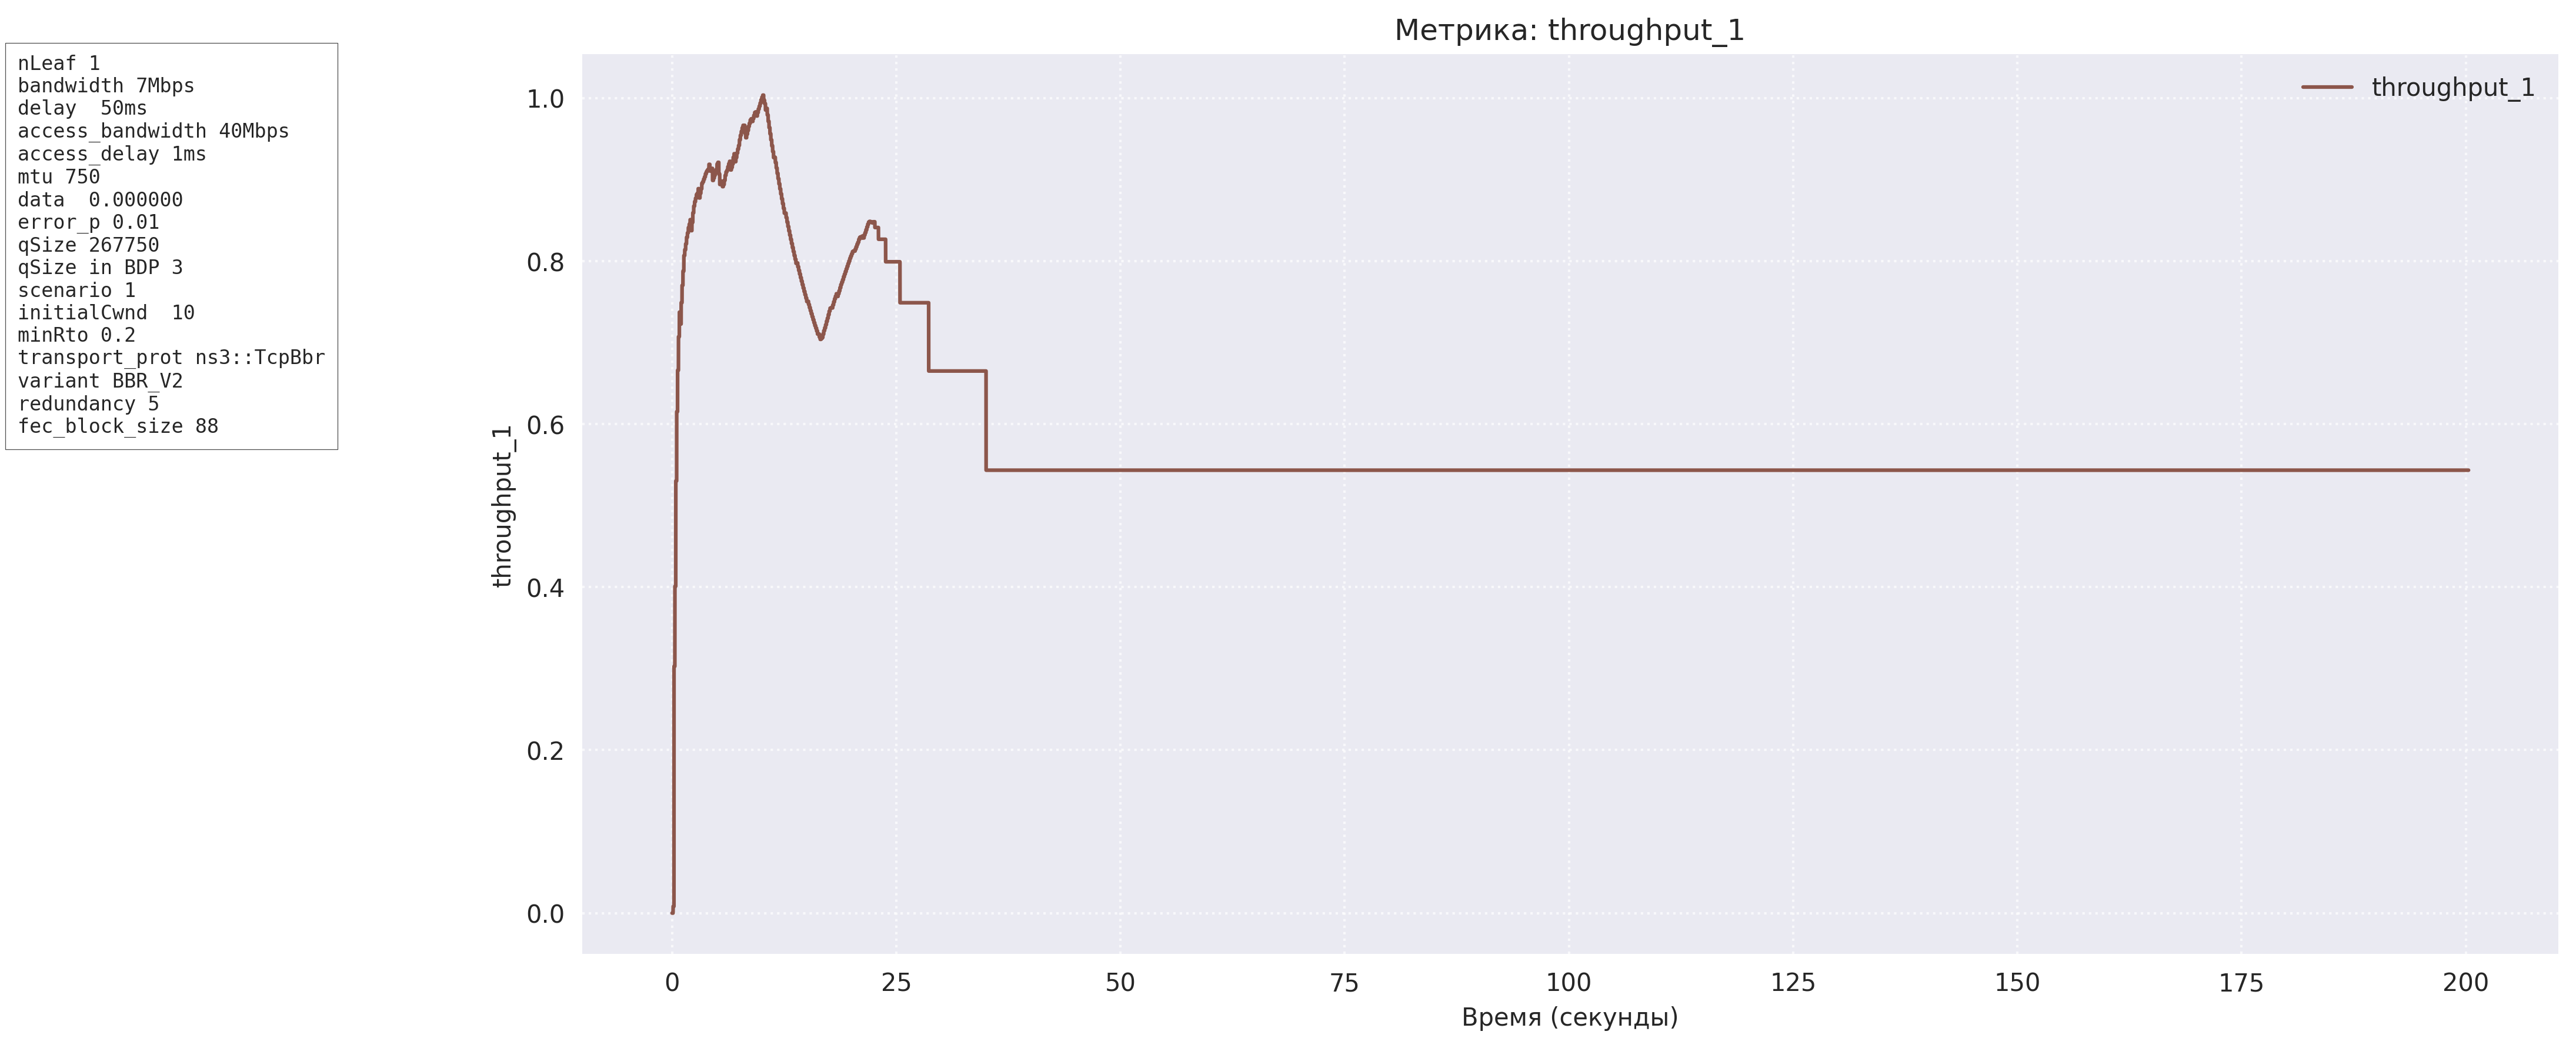 Метрика: throughput_1
nLeaf 1
bandwidth 7Mbps
delay  50ms
access_bandwidth 40Mbps
access_delay 1ms
mtu 750
data  0.000000
error_p 0.01
qSize 267750
qSize in BDP 3
scenario 1
initialCwnd  10
minRto 0.2
transport_prot ns3::TcpBbr
variant BBR_V2
redundancy 5
fec_block_size 88
throughput_1
throughput_1
1.0
0.8
0.6
0.4
0.2
0.0
0 25 50 75 100 125 150 175 200
Время (секунды)